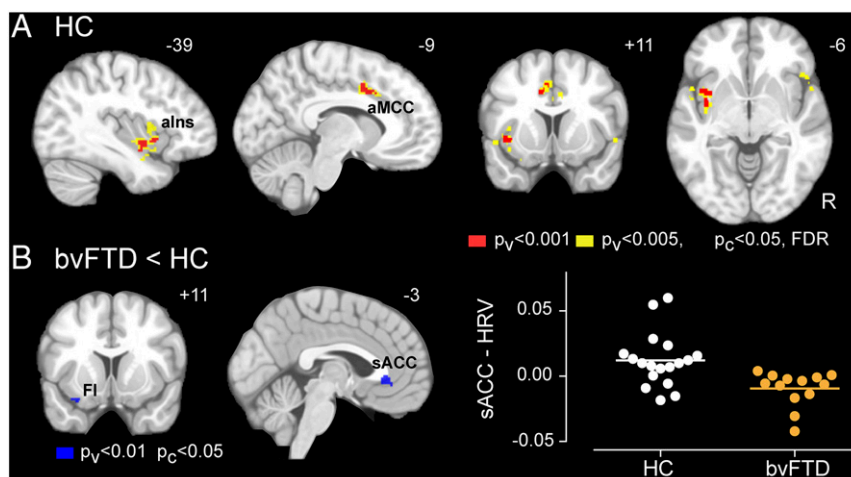 A HC
-39
-9
+11
-6
aIns
aMCC
R
pv<0.001 pv<0.005, pc<0.05, FDR
B bvFTD < HC
+11
-3
FI
sACC
pv<0.01 pc<0.05
sACC - HRV
0.05
0.00
-0.05
HC
bvFTD